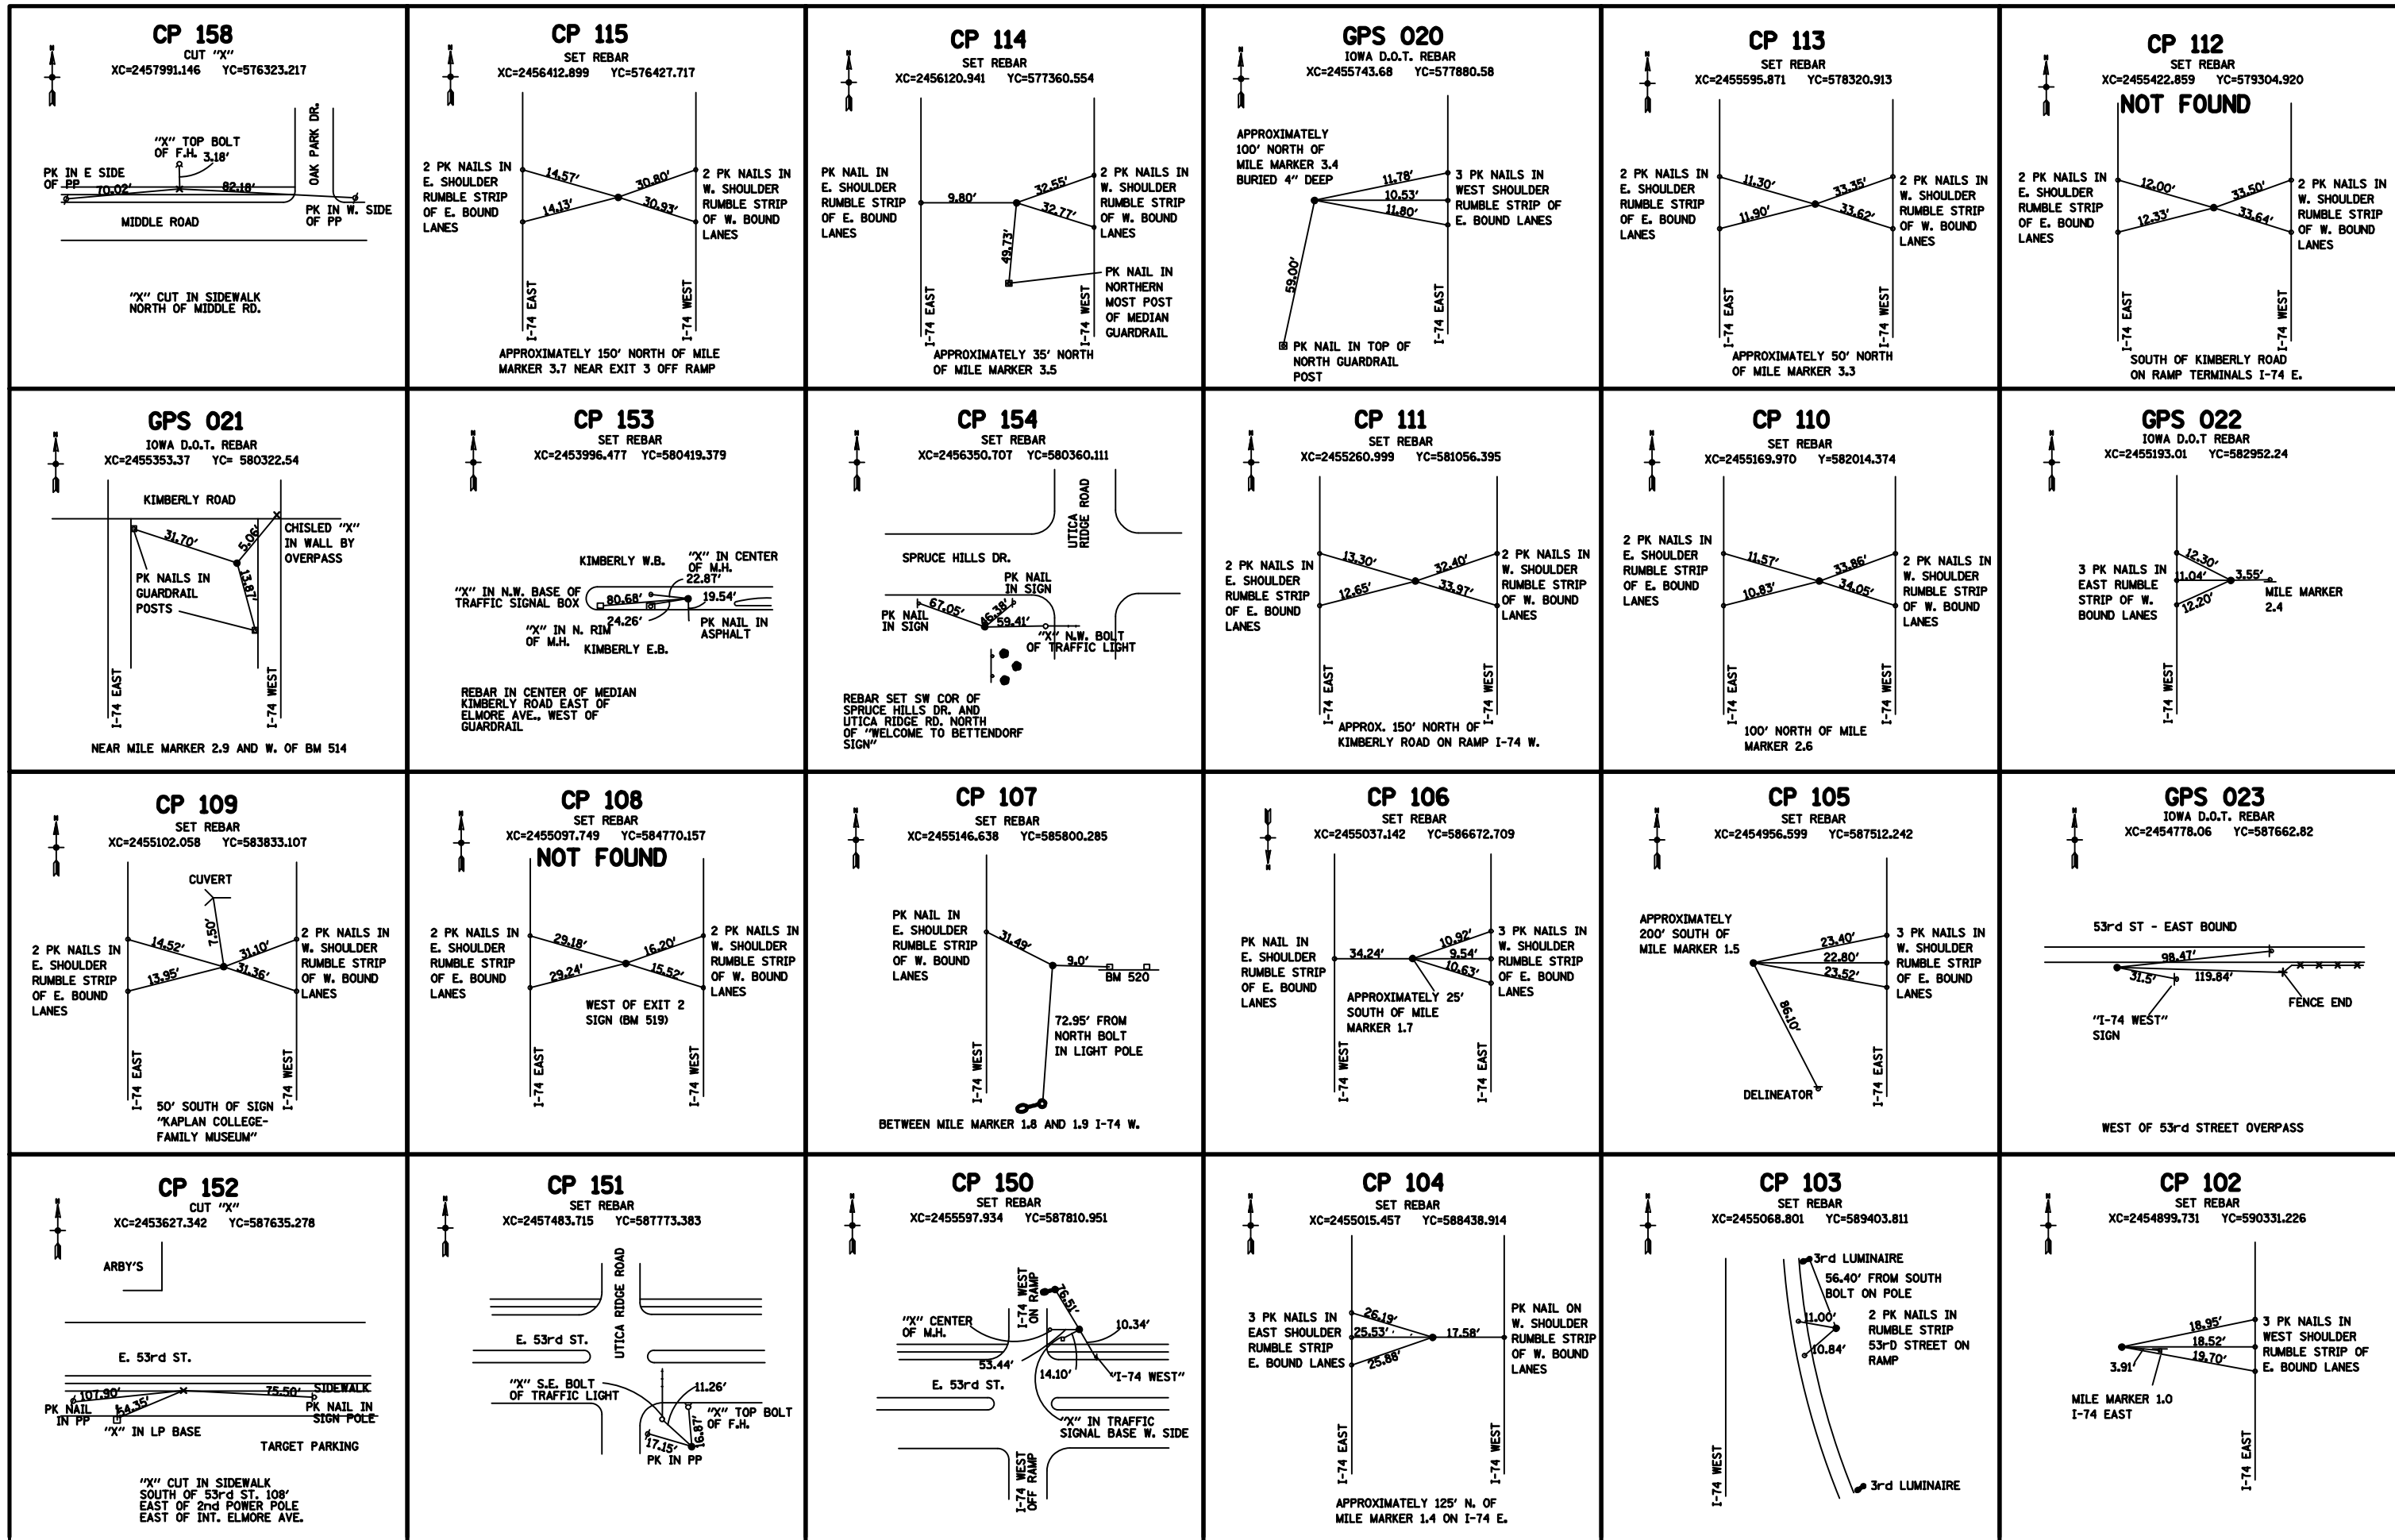 CP 158
CUT "X"
XC=2457991.146 YC=576323.217
N
OAK PARK DR.
"X" TOP BOLT
OF F.H.
3.18'
PK IN E SIDE
OF PP
70.02'
82.18'
PK IN W. SIDE
OF PP
MIDDLE ROAD
"X" CUT IN SIDEWALK
NORTH OF MIDDLE RD.
CP 115
SET REBAR
XC=2456412.899 YC=576427.717
N
2 PK NAILS IN
E. SHOULDER
RUMBLE STRIP
OF E. BOUND
LANES
14.57'
14.13'
30.80'
30.93'
2 PK NAILS IN
W. SHOULDER
RUMBLE STRIP
OF W. BOUND
LANES
I-74 EAST
I-74 WEST
APPROXIMATELY 150' NORTH OF MILE
MARKER 3.7 NEAR EXIT 3 OFF RAMP
CP 114
SET REBAR
XC=2456120.941 YC=577360.554
N
PK NAIL IN
E. SHOULDER
RUMBLE STRIP
OF E. BOUND
LANES
9.80'
32.55'
32.77'
49.73'
2 PK NAILS IN
W. SHOULDER
RUMBLE STRIP
OF W. BOUND
LANES
PK NAIL IN
NORTHERN
MOST POST
OF MEDIAN
GUARDRAIL
I-74 EAST
I-74 WEST
APPROXIMATELY 35' NORTH
OF MILE MARKER 3.5
GPS 020
IOWA D.O.T. REBAR
XC=2455743.68 YC=577880.58
N
APPROXIMATELY
100' NORTH OF
MILE MARKER 3.4
BURIED 4" DEEP
11.78'
10.53'
11.80'
59.00'
3 PK NAILS IN
WEST SHOULDER
RUMBLE STRIP OF
E. BOUND LANES
I-74 EAST
PK NAIL IN TOP OF
NORTH GUARDRAIL
POST
CP 113
SET REBAR
XC=2455595.871 YC=578320.913
N
2 PK NAILS IN
E. SHOULDER
RUMBLE STRIP
OF E. BOUND
LANES
11.30'
11.90'
33.35'
33.62'
2 PK NAILS IN
W. SHOULDER
RUMBLE STRIP
OF W. BOUND
LANES
I-74 EAST
I-74 WEST
APPROXIMATELY 50' NORTH
OF MILE MARKER 3.3
CP 112
SET REBAR
XC=2455422.859 YC=579304.920
NOT FOUND
N
2 PK NAILS IN
E. SHOULDER
RUMBLE STRIP
OF E. BOUND
LANES
12.00'
12.33'
33.50'
33.64'
2 PK NAILS IN
W. SHOULDER
RUMBLE STRIP
OF W. BOUND
LANES
I-74 EAST
I-74 WEST
SOUTH OF KIMBERLY ROAD
ON RAMP TERMINALS I-74 E.
GPS 021
IOWA D.O.T. REBAR
XC=2455353.37 YC= 580322.54
N
KIMBERLY ROAD
31.70'
5.06'
13.87'
CHISLED "X"
IN WALL BY
OVERPASS
PK NAILS IN
GUARDRAIL
POSTS
I-74 EAST
I-74 WEST
NEAR MILE MARKER 2.9 AND W. OF BM 514
CP 153
SET REBAR
XC=2453996.477 YC=580419.379
N
KIMBERLY W.B.
"X" IN CENTER
OF M.H.
22.87'
"X" IN N.W. BASE OF
TRAFFIC SIGNAL BOX
80.68'
19.54'
24.26'
"X" IN N. RIM
OF M.H.
PK NAIL IN
ASPHALT
KIMBERLY E.B.
REBAR IN CENTER OF MEDIAN
KIMBERLY ROAD EAST OF
ELMORE AVE., WEST OF
GUARDRAIL
CP 154
SET REBAR
XC=2456350.707 YC=580360.111
N
UTICA
RIDGE ROAD
SPRUCE HILLS DR.
PK NAIL
IN SIGN
67.05'
46.38'
59.41'
PK NAIL
IN SIGN
"X" N.W. BOLT
OF TRAFFIC LIGHT
REBAR SET SW COR OF
SPRUCE HILLS DR. AND
UTICA RIDGE RD. NORTH
OF "WELCOME TO BETTENDORF
SIGN"
CP 111
SET REBAR
XC=2455260.999 YC=581056.395
N
2 PK NAILS IN
E. SHOULDER
RUMBLE STRIP
OF E. BOUND
LANES
13.30'
12.65'
32.40'
33.97'
2 PK NAILS IN
W. SHOULDER
RUMBLE STRIP
OF W. BOUND
LANES
I-74 EAST
I-74 WEST
APPROX. 150' NORTH OF
KIMBERLY ROAD ON RAMP I-74 W.
CP 110
SET REBAR
XC=2455169.970 Y=582014.374
N
2 PK NAILS IN
E. SHOULDER
RUMBLE STRIP
OF E. BOUND
LANES
11.57'
10.83'
33.86'
34.05'
2 PK NAILS IN
W. SHOULDER
RUMBLE STRIP
OF W. BOUND
LANES
I-74 EAST
I-74 WEST
100' NORTH OF MILE
MARKER 2.6
GPS 022
IOWA D.O.T REBAR
XC=2455193.01 YC=582952.24
N
3 PK NAILS IN
EAST RUMBLE
STRIP OF W.
BOUND LANES
12.30'
11.04'
12.20'
3.55'
MILE MARKER
2.4
I-74 WEST
CP 109
SET REBAR
XC=2455102.058 YC=583833.107
N
CUVERT
7.50'
2 PK NAILS IN
E. SHOULDER
RUMBLE STRIP
OF E. BOUND
LANES
14.52'
13.95'
31.10'
31.36'
2 PK NAILS IN
W. SHOULDER
RUMBLE STRIP
OF W. BOUND
LANES
I-74 EAST
I-74 WEST
50' SOUTH OF SIGN
"KAPLAN COLLEGE-
FAMILY MUSEUM"
CP 108
SET REBAR
XC=2455097.749 YC=584770.157
NOT FOUND
N
2 PK NAILS IN
E. SHOULDER
RUMBLE STRIP
OF E. BOUND
LANES
29.18'
29.24'
16.20'
15.52'
2 PK NAILS IN
W. SHOULDER
RUMBLE STRIP
OF W. BOUND
LANES
WEST OF EXIT 2
SIGN (BM 519)
I-74 EAST
I-74 WEST
CP 107
SET REBAR
XC=2455146.638 YC=585800.285
N
PK NAIL IN
E. SHOULDER
RUMBLE STRIP
OF W. BOUND
LANES
31.49'
9.0'
BM 520
72.95' FROM
NORTH BOLT
IN LIGHT POLE
I-74 WEST
BETWEEN MILE MARKER 1.8 AND 1.9 I-74 W.
CP 106
SET REBAR
XC=2455037.142 YC=586672.709
N
PK NAIL IN
E. SHOULDER
RUMBLE STRIP
OF E. BOUND
LANES
34.24'
10.92'
9.54'
10.63'
3 PK NAILS IN
W. SHOULDER
RUMBLE STRIP
OF E. BOUND
LANES
APPROXIMATELY 25'
SOUTH OF MILE
MARKER 1.7
I-74 WEST
I-74 EAST
CP 105
SET REBAR
XC=2454956.599 YC=587512.242
N
APPROXIMATELY
200' SOUTH OF
MILE MARKER 1.5
23.40'
22.80'
23.52'
86.10'
3 PK NAILS IN
W. SHOULDER
RUMBLE STRIP
OF E. BOUND
LANES
DELINEATOR
I-74 EAST
GPS 023
IOWA D.O.T. REBAR
XC=2454778.06 YC=587662.82
N
53rd ST - EAST BOUND
98.47'
31.5'
119.84'
FENCE END
"I-74 WEST"
SIGN
WEST OF 53rd STREET OVERPASS
CP 152
CUT "X"
XC=2453627.342 YC=587635.278
N
ARBY'S
E. 53rd ST.
107.90'
54.35'
75.50'
SIDEWALK
PK NAIL
IN PP
PK NAIL IN
SIGN POLE
"X" IN LP BASE
TARGET PARKING
"X" CUT IN SIDEWALK
SOUTH OF 53rd ST. 108'
EAST OF 2nd POWER POLE
EAST OF INT. ELMORE AVE.
CP 151
SET REBAR
XC=2457483.715 YC=587773.383
N
UTICA RIDGE ROAD
E. 53rd ST.
"X" S.E. BOLT
OF TRAFFIC LIGHT
11.26'
"X" TOP BOLT
OF F.H.
16.87'
17.15'
PK IN PP
CP 150
SET REBAR
XC=2455597.934 YC=587810.951
N
I-74 WEST
ON RAMP
76.51'
"X" CENTER
OF M.H.
10.34'
53.44'
14.10'
"I-74 WEST"
E. 53rd ST.
"X" IN TRAFFIC
SIGNAL BASE W. SIDE
I-74 WEST
OFF RAMP
CP 104
SET REBAR
XC=2455015.457 YC=588438.914
N
3 PK NAILS IN
EAST SHOULDER
RUMBLE STRIP
E. BOUND LANES
26.19'
25.53'
25.88'
17.58'
PK NAIL ON
W. SHOULDER
RUMBLE STRIP
OF W. BOUND
LANES
I-74 EAST
I-74 WEST
APPROXIMATELY 125' N. OF
MILE MARKER 1.4 ON I-74 E.
CP 103
SET REBAR
XC=2455068.801 YC=589403.811
N
3rd LUMINAIRE
56.40' FROM SOUTH
BOLT ON POLE
11.00'
10.84'
2 PK NAILS IN
RUMBLE STRIP
53rD STREET ON
RAMP
I-74 WEST
3rd LUMINAIRE
CP 102
SET REBAR
XC=2454899.731 YC=590331.226
N
18.95'
18.52'
19.70'
3.91'
3 PK NAILS IN
WEST SHOULDER
RUMBLE STRIP OF
E. BOUND LANES
MILE MARKER 1.0
I-74 EAST
I-74 EAST